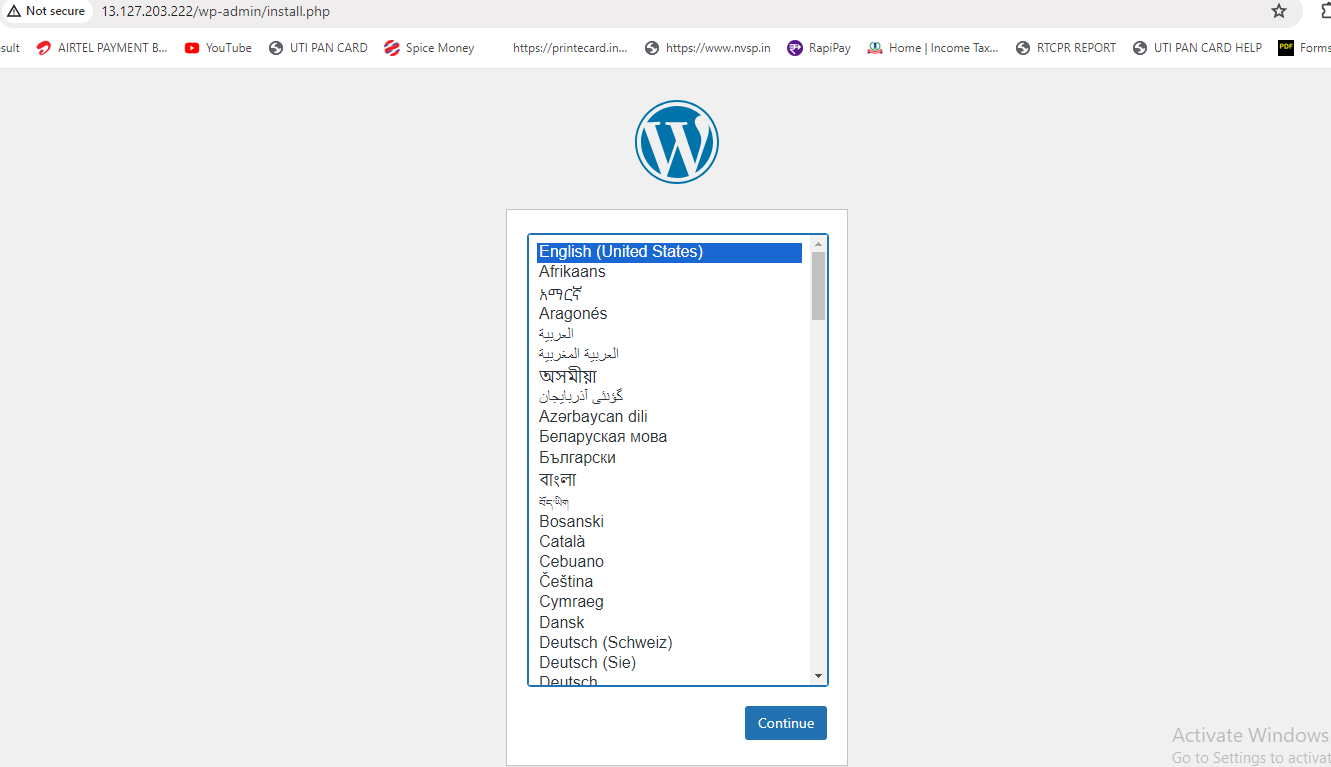 Not secure 13.127.203.222/wp-admin/install.php
sult AIRTEL PAYMENT B... YouTube UTI PAN CARD Spice Money https://printecard.in... https://www.nvsp.in RapiPay Home | Income Tax... RTCPR REPORT UTI PAN CARD HELP PDF Forms
W
English (United States)
Afrikaans
አማርኛ
Aragonés
العربية
العربية المغربية
অসমীয়া
گؤنئی آذربایجان
Azərbaycan dili
Беларуская мова
Български
বাংলা
བོད་ཡིག
Bosanski
Català
Cebuano
Čeština
Cymraeg
Dansk
Deutsch (Schweiz)
Deutsch (Sie)
Deutsch
Continue
Activate Windows
Go to Settings to activat